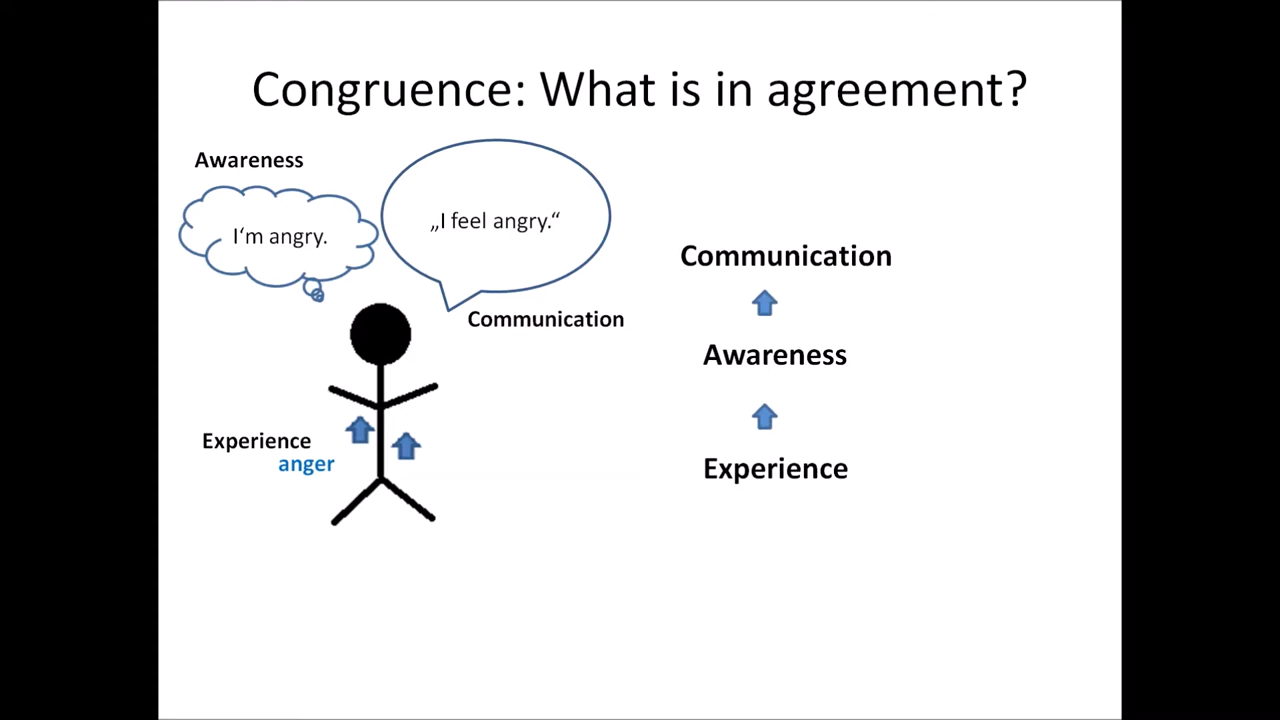 Congruence: What is in agreement?
Awareness
I‘m angry.
„I feel angry.“
Communication
Experience
anger
Communication
Awareness
Experience